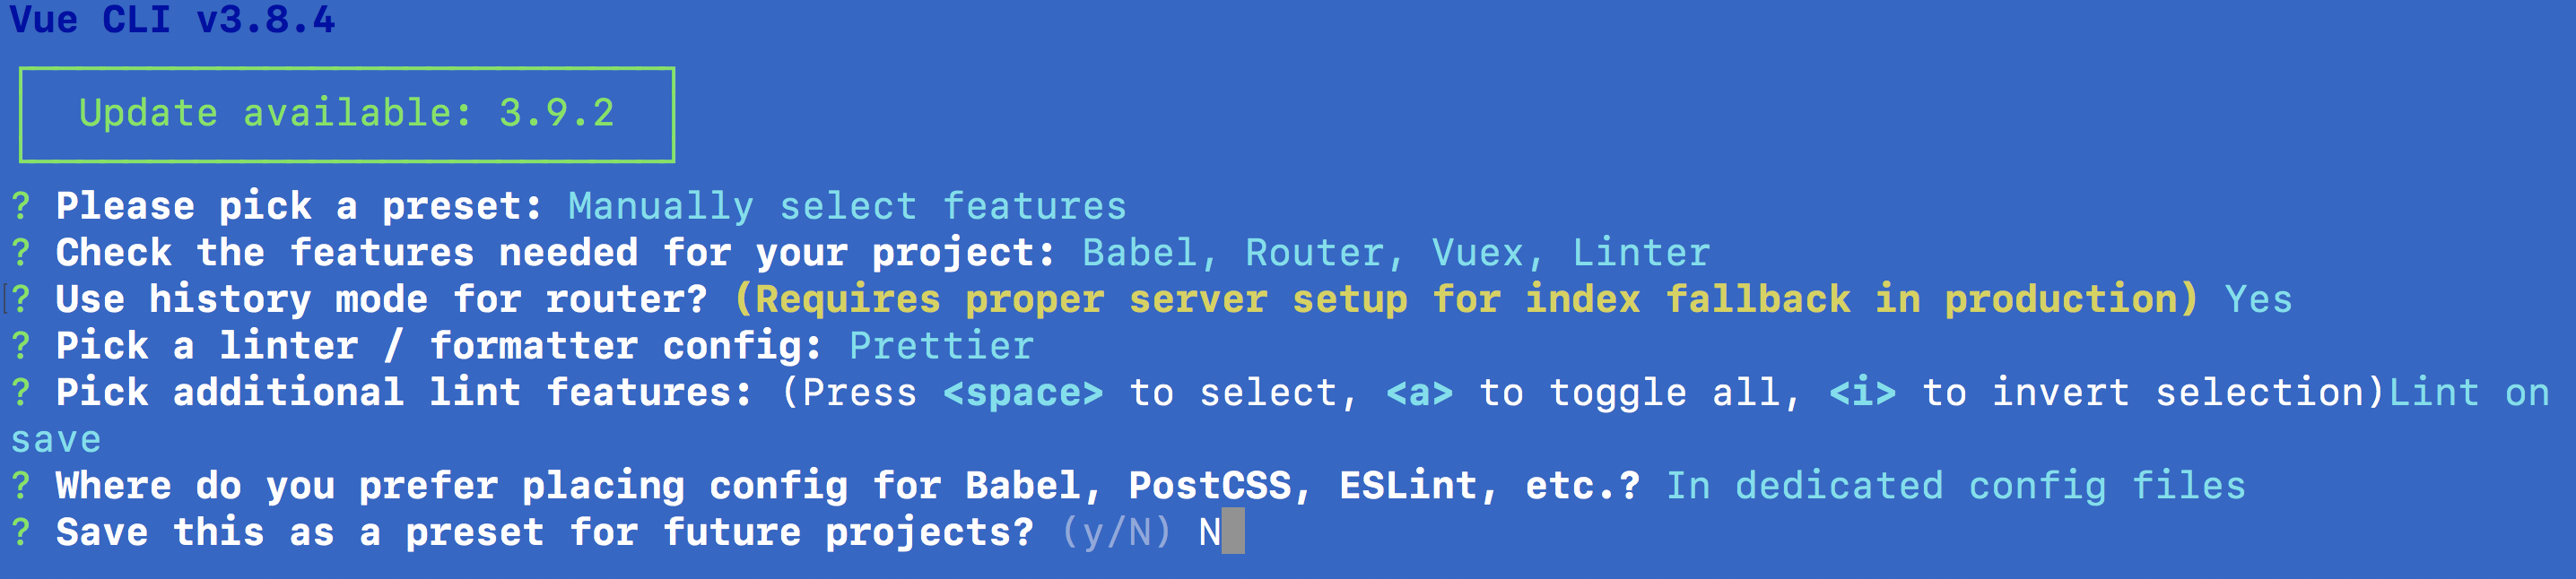 Vue CLI v3.8.4
Update available: 3.9.2
? Please pick a preset: Manually select features
? Check the features needed for your project: Babel, Router, Vuex, Linter
? Use history mode for router? (Requires proper server setup for index fallback in production) Yes
? Pick a linter / formatter config: Prettier
? Pick additional lint features: (Press <space> to select, <a> to toggle all, <i> to invert selection)Lint on
save
? Where do you prefer placing config for Babel, PostCSS, ESLint, etc.? In dedicated config files
? Save this as a preset for future projects? (y/N) N